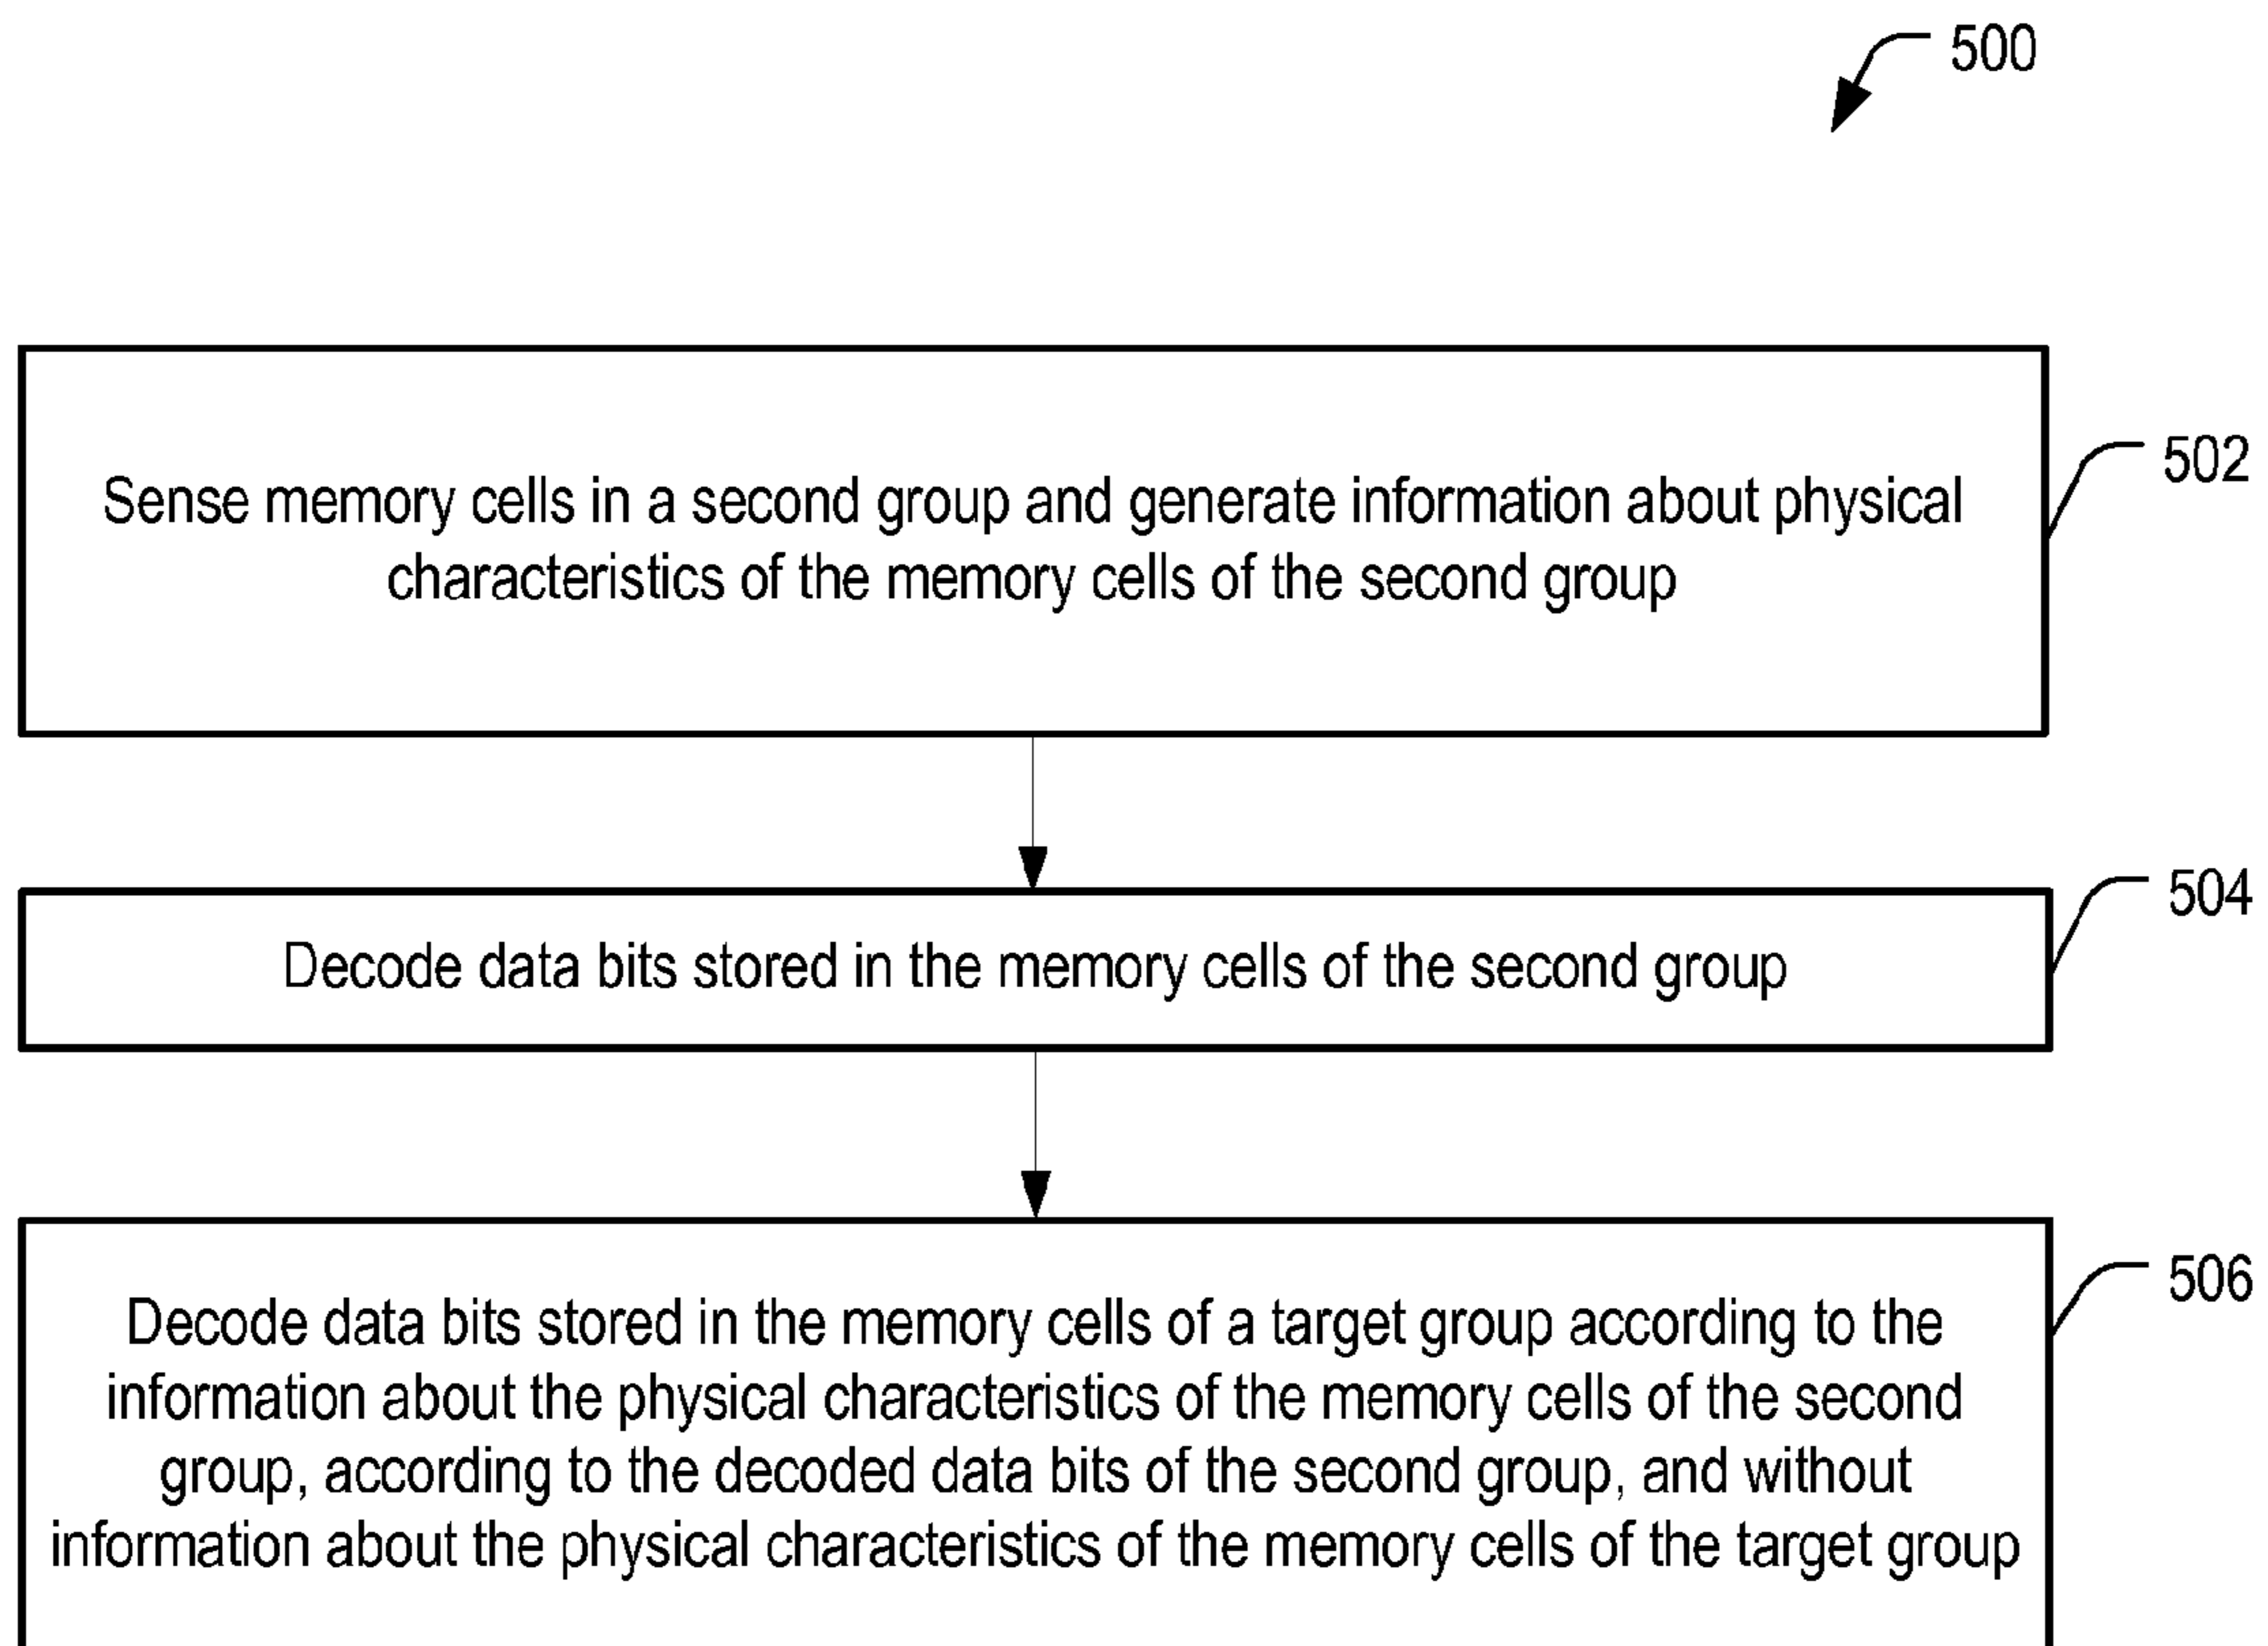 500
Sense memory cells in a second group and generate information about physical
characteristics of the memory cells of the second group
502
Decode data bits stored in the memory cells of the second group
504
Decode data bits stored in the memory cells of a target group according to the
information about the physical characteristics of the memory cells of the second
group, according to the decoded data bits of the second group, and without
information about the physical characteristics of the memory cells of the target group
506